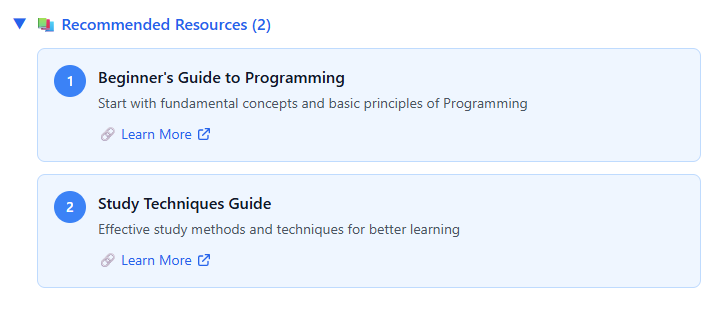 Recommended Resources (2)
1
Beginner's Guide to Programming
Start with fundamental concepts and basic principles of Programming
Learn More
2
Study Techniques Guide
Effective study methods and techniques for better learning
Learn More